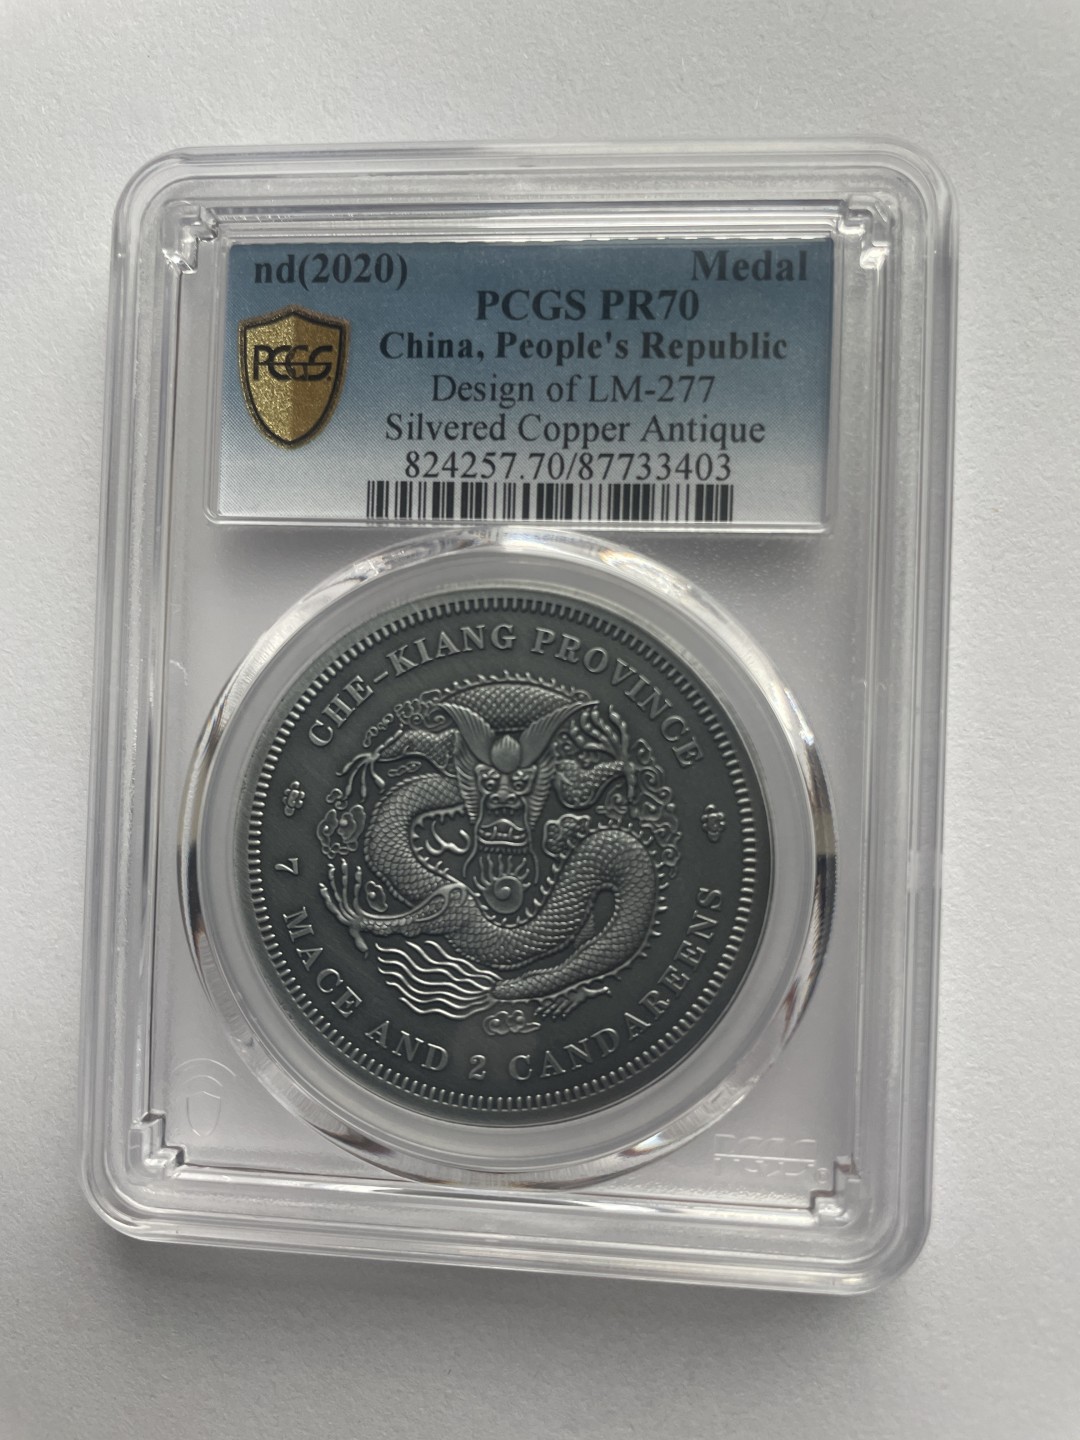 nd(2020) Medal
PCGS PR70
China, People's Republic
PCGS
Design of LM-277
Silvered Copper Antique
824257.70/87733403
CHE-KIANG PROVINCE
7 MACE AND 2 CANDAREENS
PCGS